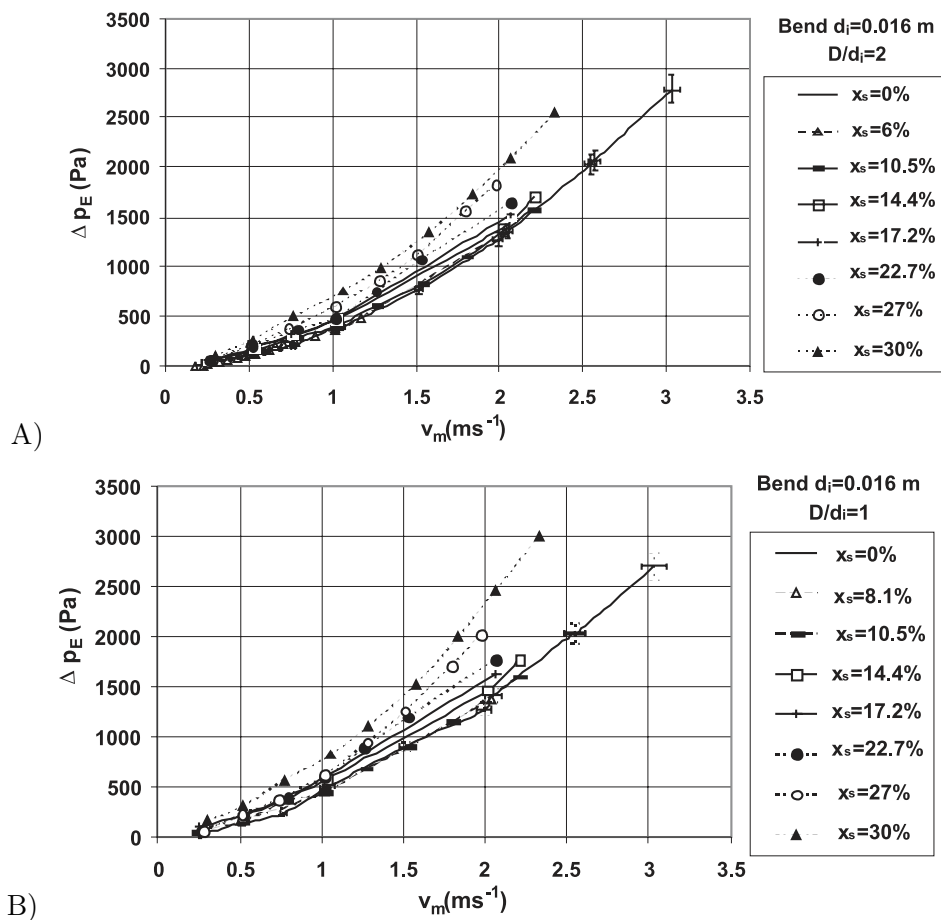 Bend dᵢ=0.016 m
D/dᵢ=2
3500
3000
2500
2000
1500
1000
500
0
Δ p_E (Pa)
0 0.5 1 1.5 2 2.5 3 3.5
v_m(ms⁻¹)
x_s=0%
x_s=6%
x_s=10.5%
x_s=14.4%
x_s=17.2%
x_s=22.7%
x_s=27%
x_s=30%
A)
Bend dᵢ=0.016 m
D/dᵢ=1
3500
3000
2500
2000
1500
1000
500
0
Δ p_E (Pa)
0 0.5 1 1.5 2 2.5 3 3.5
v_m(ms⁻¹)
x_s=0%
x_s=8.1%
x_s=10.5%
x_s=14.4%
x_s=17.2%
x_s=22.7%
x_s=27%
x_s=30%
B)